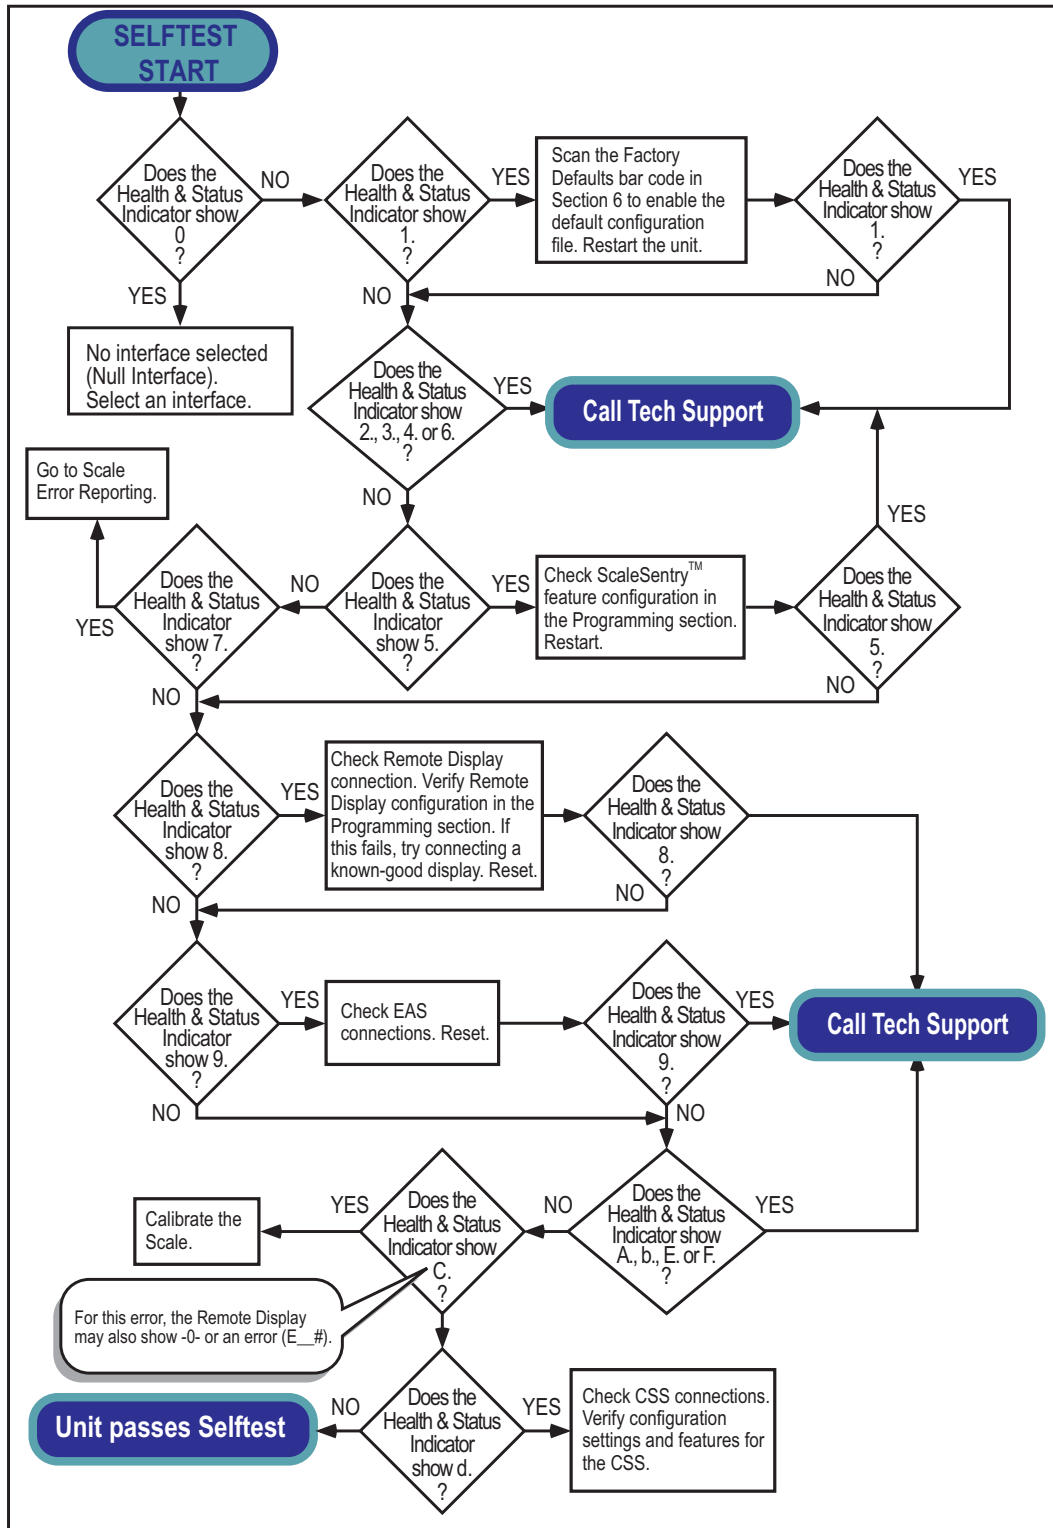 SELFTEST
START
Does the
Health & Status
Indicator show
0
?
NO
YES
No interface selected
(Null Interface).
Select an interface.
Does the
Health & Status
Indicator show
1.
?
YES
NO
Scan the Factory
Defaults bar code in
Section 6 to enable the
default configuration
file. Restart the unit.
Does the
Health & Status
Indicator show
1.
?
YES
NO
Does the
Health & Status
Indicator show
2., 3., 4. or 6.
?
YES
NO
Call Tech Support
Go to Scale
Error Reporting.
YES
Does the
Health & Status
Indicator
show 7.
?
NO
NO
Does the
Health & Status
Indicator
show 5.
?
YES
Check ScaleSentry™
feature configuration in
the Programming section.
Restart.
Does the
Health & Status
Indicator show
5.
?
YES
NO
Does the
Health & Status
Indicator
show 8.
?
YES
NO
Check Remote Display
connection. Verify Remote
Display configuration in the
Programming section. If
this fails, try connecting a
known-good display. Reset.
Does the
Health & Status
Indicator show
8.
?
NO
Does the
Health & Status
Indicator
show 9.
?
YES
NO
Check EAS
connections. Reset.
Does the
Health & Status
Indicator show
9.
?
YES
NO
Call Tech Support
Does the
Health & Status
Indicator show
A., b., E. or F.
?
YES
NO
Does the
Health & Status
Indicator show
C.
?
YES
Calibrate the
Scale.
For this error, the Remote Display
may also show -0- or an error (E__#).
Does the
Health & Status
Indicator
show d.
?
NO
YES
Unit passes Selftest
Check CSS connections.
Verify configuration
settings and features for
the CSS.